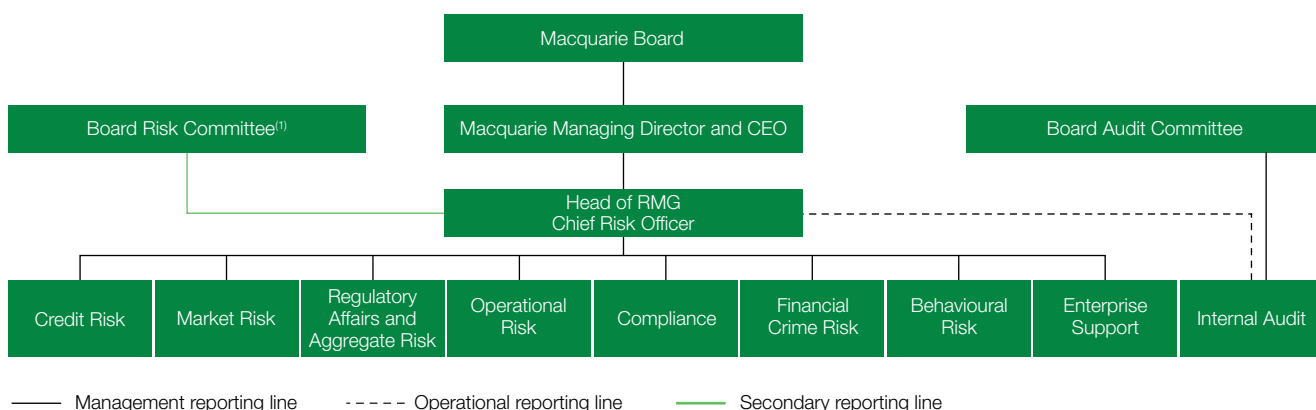 Macquarie Board
Board Risk Committee⁽¹⁾
Macquarie Managing Director and CEO
Board Audit Committee
Head of RMG
Chief Risk Officer
Credit Risk
Market Risk
Regulatory
Affairs and
Aggregate Risk
Operational
Risk
Compliance
Financial
Crime Risk
Behavioural
Risk
Enterprise
Support
Internal Audit
Management reporting line
Operational reporting line
Secondary reporting line